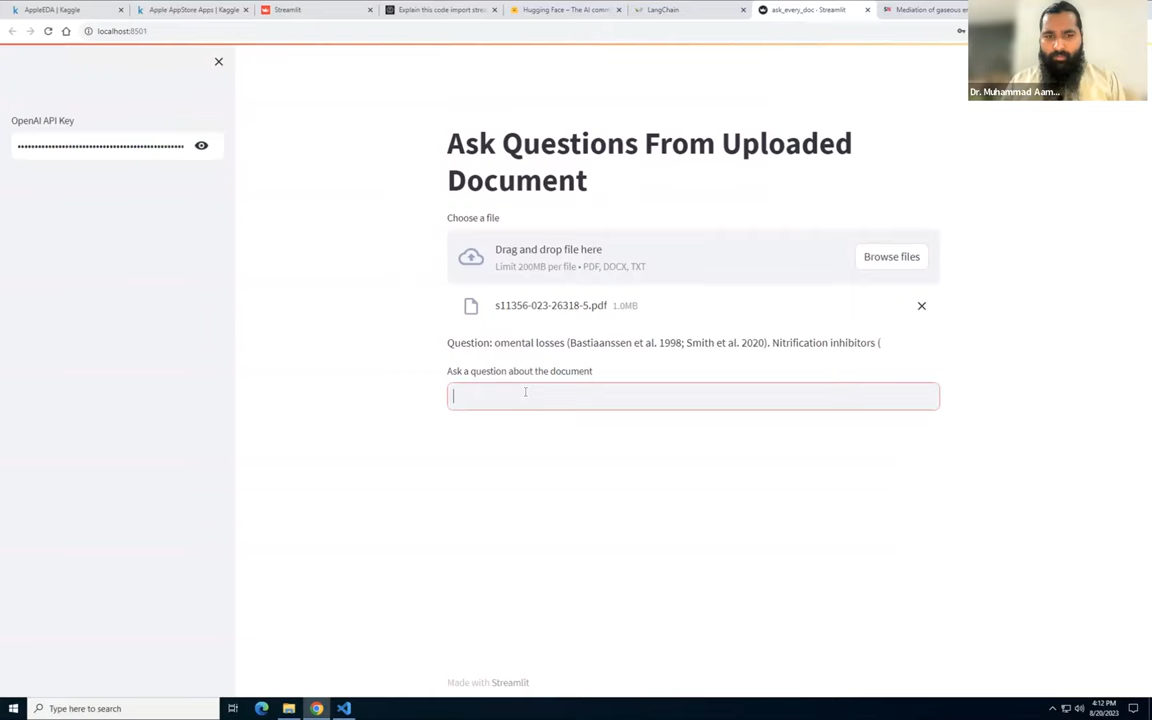 AppleEDA | Kaggle
Apple AppStore Apps | Kaggle
Streamlit
Explain this code import strea
Hugging Face – The AI comm
LangChain
ask_every_doc · Streamlit
Mediation of gaseous em
localhost:8501
Dr. Muhammad Aam...
OpenAI API Key
Ask Questions From Uploaded
Document
Choose a file
Drag and drop file here
Limit 200MB per file • PDF, DOCX, TXT
Browse files
s11356-023-26318-5.pdf 1.0MB
Question: omental losses (Bastiaanssen et al. 1998; Smith et al. 2020). Nitrification inhibitors (
Ask a question about the document
Made with Streamlit
Type here to search
4:12 PM
8/20/2023